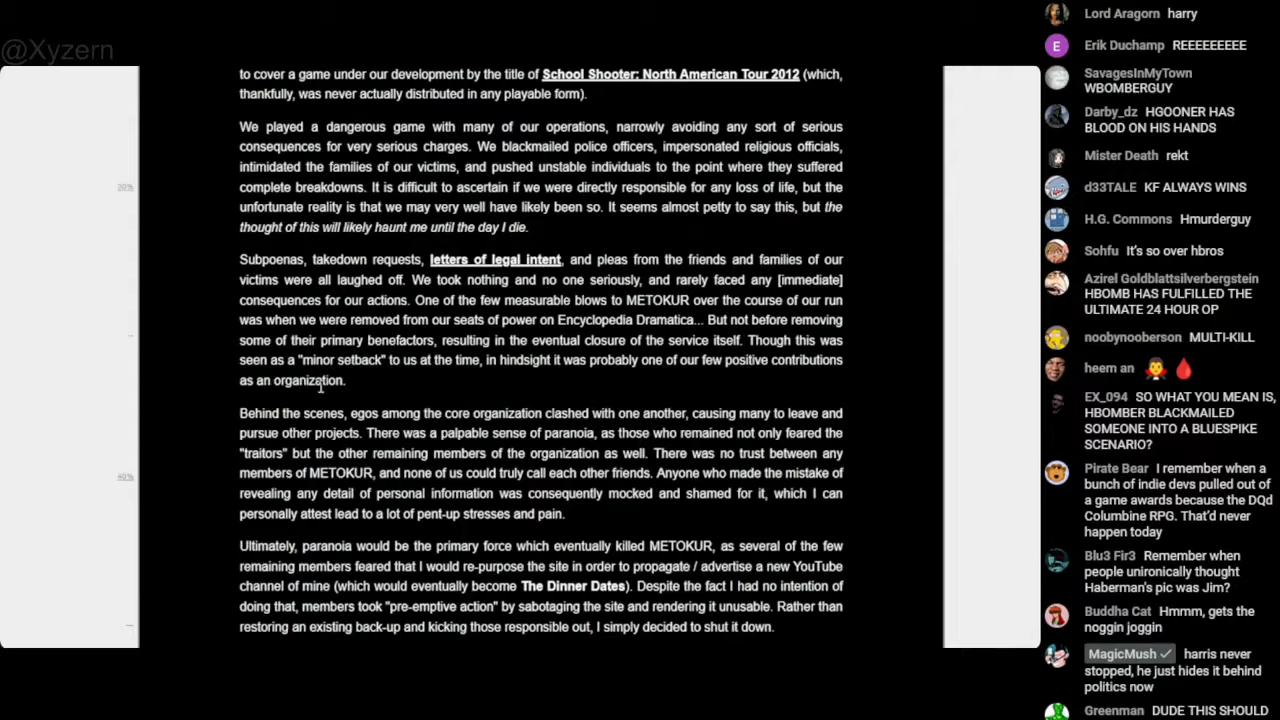 @Xyzern
to cover a game under our development by the title of School Shooter: North American Tour 2012 (which,
thankfully, was never actually distributed in any playable form).
We played a dangerous game with many of our operations, narrowly avoiding any sort of serious
consequences for very serious charges. We blackmailed police officers, impersonated religious officials,
intimidated the families of our victims, and pushed unstable individuals to the point where they suffered
complete breakdowns. It is difficult to ascertain if we were directly responsible for any loss of life, but the
unfortunate reality is that we may very well have likely been so. It seems almost petty to say this, but the
thought of this will likely haunt me until the day I die.
Subpoenas, takedown requests, letters of legal intent, and pleas from the friends and families of our
victims were all laughed off. We took nothing and no one seriously, and rarely faced any [immediate]
consequences for our actions. One of the few measurable blows to METOKUR over the course of our run
was when we were removed from our seats of power on Encyclopedia Dramatica... But not before removing
some of their primary benefactors, resulting in the eventual closure of the service itself. Though this was
seen as a "minor setback" to us at the time, in hindsight it was probably one of our few positive contributions
as an organization.
Behind the scenes, egos among the core organization clashed with one another, causing many to leave and
pursue other projects. There was a palpable sense of paranoia, as those who remained not only feared the
"traitors" but the other remaining members of the organization as well. There was no trust between any
members of METOKUR, and none of us could truly call each other friends. Anyone who made the mistake of
revealing any detail of personal information was consequently mocked and shamed for it, which I can
personally attest lead to a lot of pent-up stresses and pain.
Ultimately, paranoia would be the primary force which eventually killed METOKUR, as several of the few
remaining members feared that I would re-purpose the site in order to propagate / advertise a new YouTube
channel of mine (which would eventually become The Dinner Dates). Despite the fact I had no intention of
doing that, members took "pre-emptive action" by sabotaging the site and rendering it unusable. Rather than
restoring an existing back-up and kicking those responsible out, I simply decided to shut it down.
20%
40%
Lord Aragorn harry
E Erik Duchamp REEEEEEEEE
SavagesInMyTown
WBOMBERGUY
Darby_dz HGOONER HAS
BLOOD ON HIS HANDS
Mister Death rekt
d33TALE KF ALWAYS WINS
H.G. Commons Hmurderguy
Sohfu It's so over hbros
Azirel Goldblattsilverbergstein
HBOMB HAS FULFILLED THE
ULTIMATE 24 HOUR OP
noobynooberson MULTI-KILL
heem an
EX_094 SO WHAT YOU MEAN IS,
HBOMBER BLACKMAILED
SOMEONE INTO A BLUESPIKE
SCENARIO?
Pirate Bear I remember when a
bunch of indie devs pulled out of
a game awards because the DQd
Columbine RPG. That'd never
happen today
Blu3 Fir3 Remember when
people unironically thought
Haberman's pic was Jim?
Buddha Cat Hmmm, gets the
noggin joggin
MagicMush ✓ harris never
stopped, he just hides it behind
politics now
Greenman DUDE THIS SHOULD